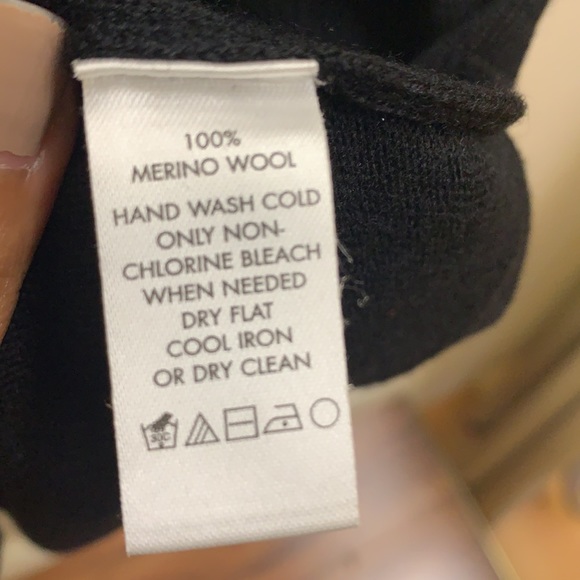 100%
MERINO WOOL
HAND WASH COLD
ONLY NON-
CHLORINE BLEACH
WHEN NEEDED
DRY FLAT
COOL IRON
OR DRY CLEAN
30C